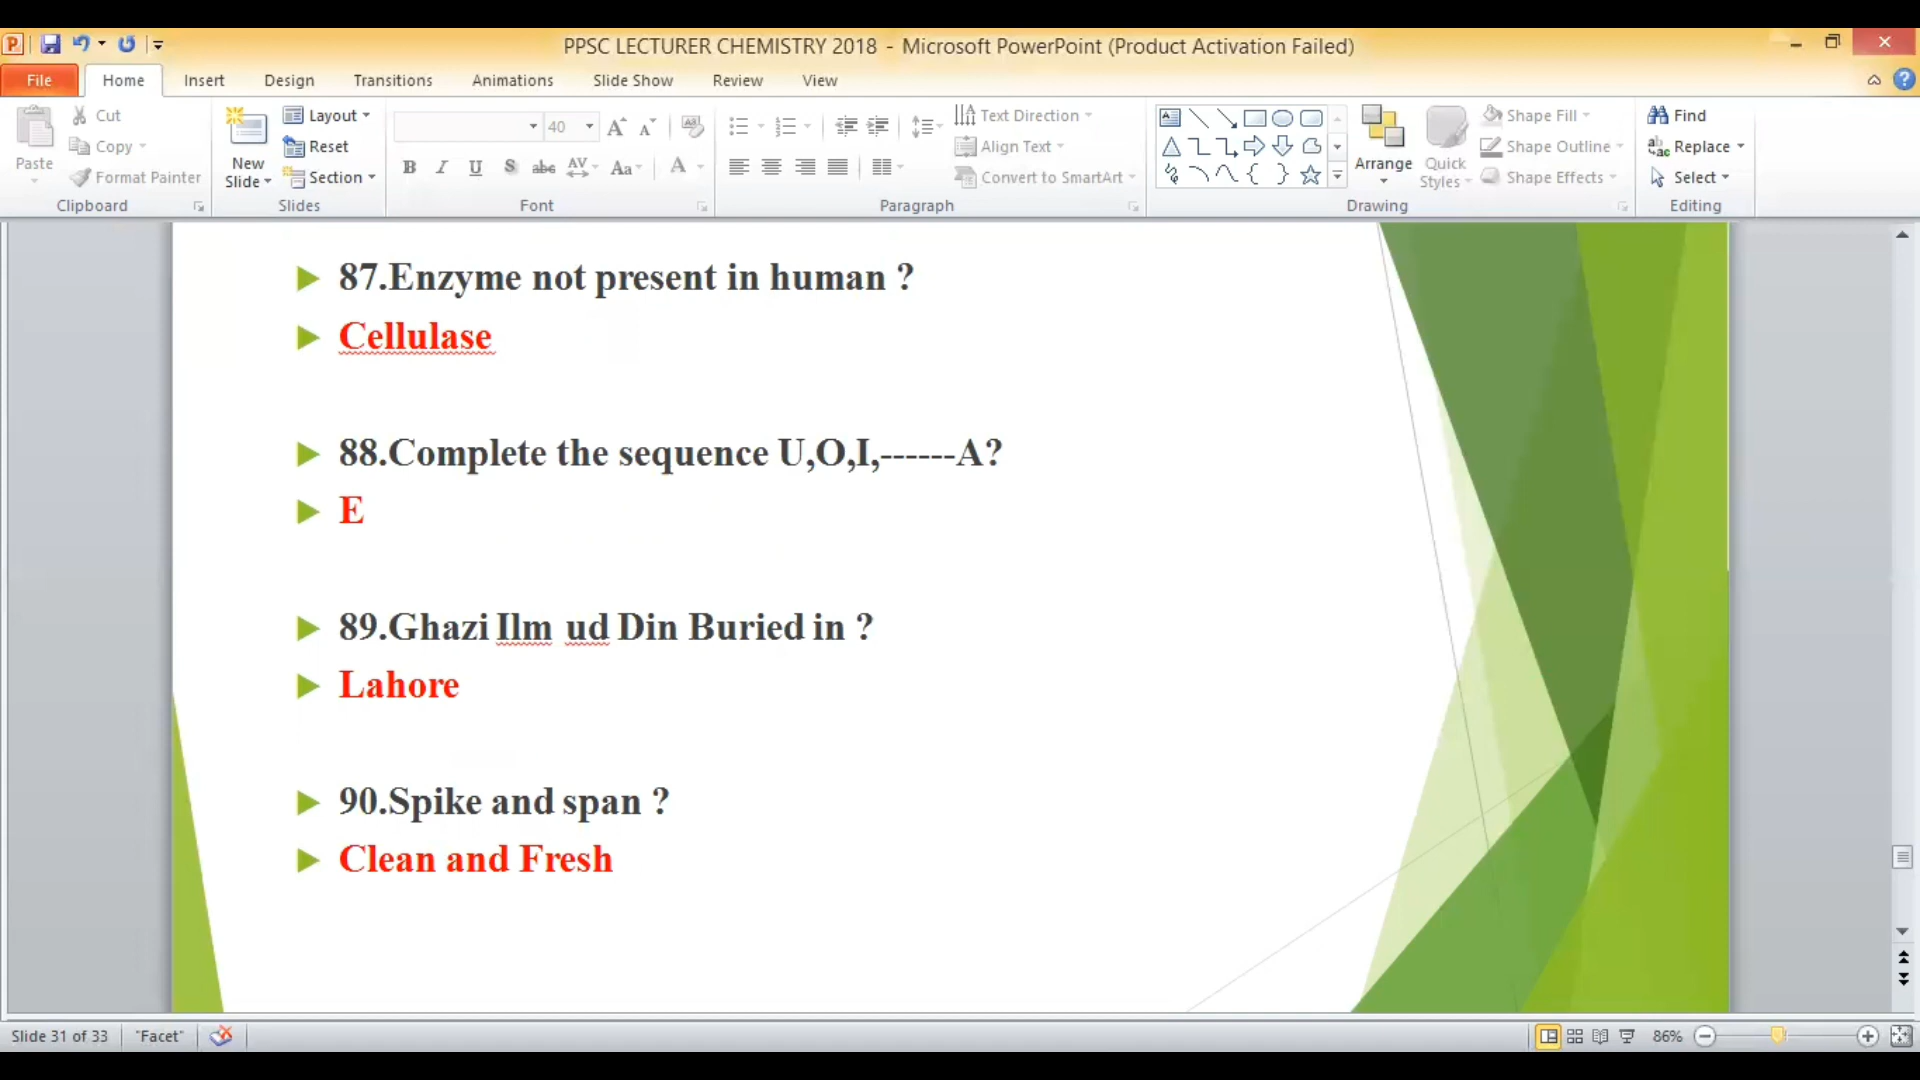 PPSC LECTURER CHEMISTRY 2018 - Microsoft PowerPoint (Product Activation Failed)
File Home Insert Design Transitions Animations Slide Show Review View
Paste
Cut
Copy
Format Painter
Clipboard
New Slide
Layout
Reset
Section
Slides
40
B I U S abc AV Aa A
Font
Text Direction
Align Text
Convert to SmartArt
Paragraph
Arrange
Quick Styles
Shape Fill
Shape Outline
Shape Effects
Drawing
Find
Replace
Select
Editing
87.Enzyme not present in human ?
Cellulase
88.Complete the sequence U,O,I,------A?
E
89.Ghazi Ilm ud Din Buried in ?
Lahore
90.Spike and span ?
Clean and Fresh
Slide 31 of 33 "Facet" 86%